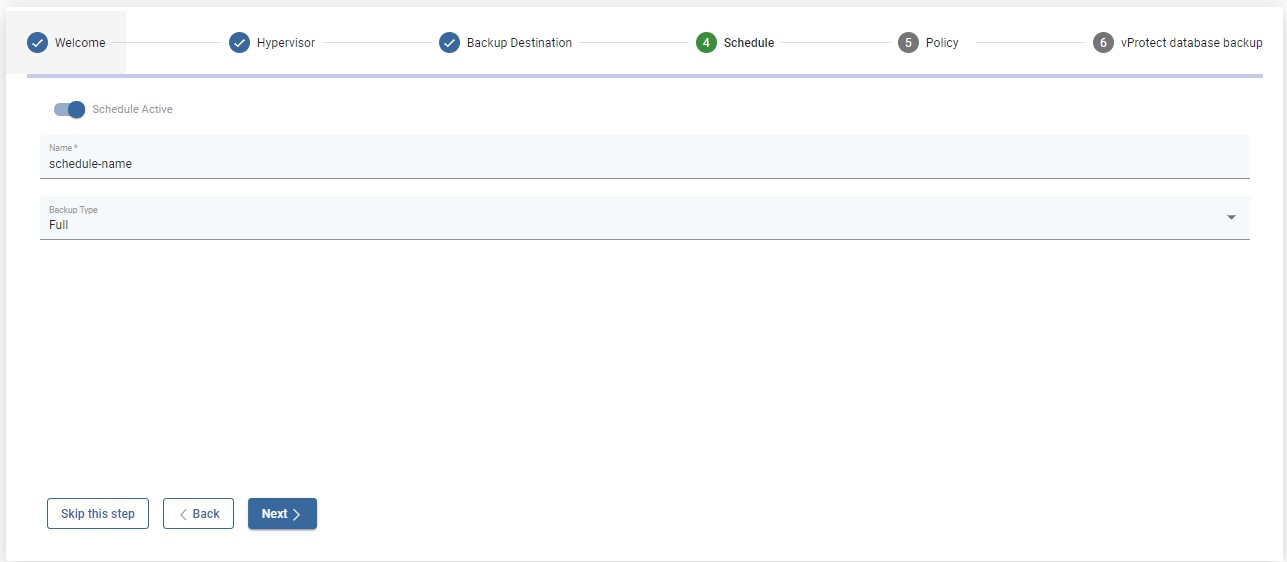 Welcome Hypervisor Backup Destination 4 Schedule 5 Policy 6 vProtect database backup
Schedule Active
Name *
schedule-name
Backup Type
Full
Skip this step Back Next